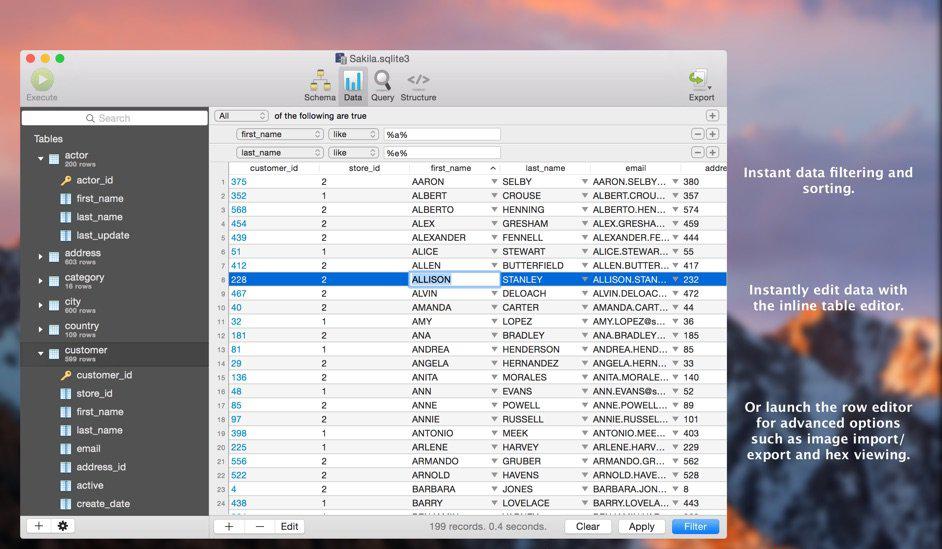 Sakila.sqlite3
Execute
Schema Data Query Structure
Export
Search
All of the following are true
first_name like %a%
last_name like %e%
Tables
actor
200 rows
actor_id
first_name
last_name
last_update
address
603 rows
category
16 rows
city
600 rows
country
109 rows
customer
599 rows
customer_id
store_id
first_name
last_name
email
address_id
active
create_date
customer_id store_id first_name last_name email addre
1 375 2 AARON SELBY AARON.SELBY... 380
2 352 1 ALBERT CROUSE ALBERT.CROU... 357
3 568 2 ALBERTO HENNING ALBERTO.HEN... 574
4 454 2 ALEX GRESHAM ALEX.GRESHA... 459
5 439 2 ALEXANDER FENNELL ALEXANDER.FE... 444
6 51 1 ALICE STEWART ALICE.STEWAR... 55
7 412 2 ALLEN BUTTERFIELD ALLEN.BUTTER... 417
8 228 2 ALLISON STANLEY ALLISON.STAN... 232
9 467 2 ALVIN DELOACH ALVIN.DELOAC... 472
10 40 2 AMANDA CARTER AMANDA.CART... 44
11 32 1 AMY LOPEZ AMY.LOPEZ@s... 36
12 181 2 ANA BRADLEY ANA.BRADLEY... 185
13 81 1 ANDREA HENDERSON ANDREA.HEND... 85
14 29 2 ANGELA HERNANDEZ ANGELA.HERN... 33
15 136 2 ANITA MORALES ANITA.MORALE... 140
16 48 1 ANN EVANS ANN.EVANS@s... 52
17 85 2 ANNE POWELL ANNE.POWELL... 89
18 97 2 ANNIE RUSSELL ANNIE.RUSSEL... 101
19 398 1 ANTONIO MEEK ANTONIO.MEEK... 403
20 225 1 ARLENE HARVEY ARLENE.HARVE... 229
21 556 2 ARMANDO GRUBER ARMANDO.GR... 562
22 522 2 ARNOLD HAVENS ARNOLD.HAVE... 528
23 4 2 BARBARA JONES BARBARA.JON... 8
24 438 1 BARRY LOVELACE BARRY.LOVELA... 443
Edit 199 records. 0.4 seconds. Clear Apply Filter
Instant data filtering and
sorting.
Instantly edit data with
the inline table editor.
Or launch the row editor
for advanced options
such as image import/
export and hex viewing.